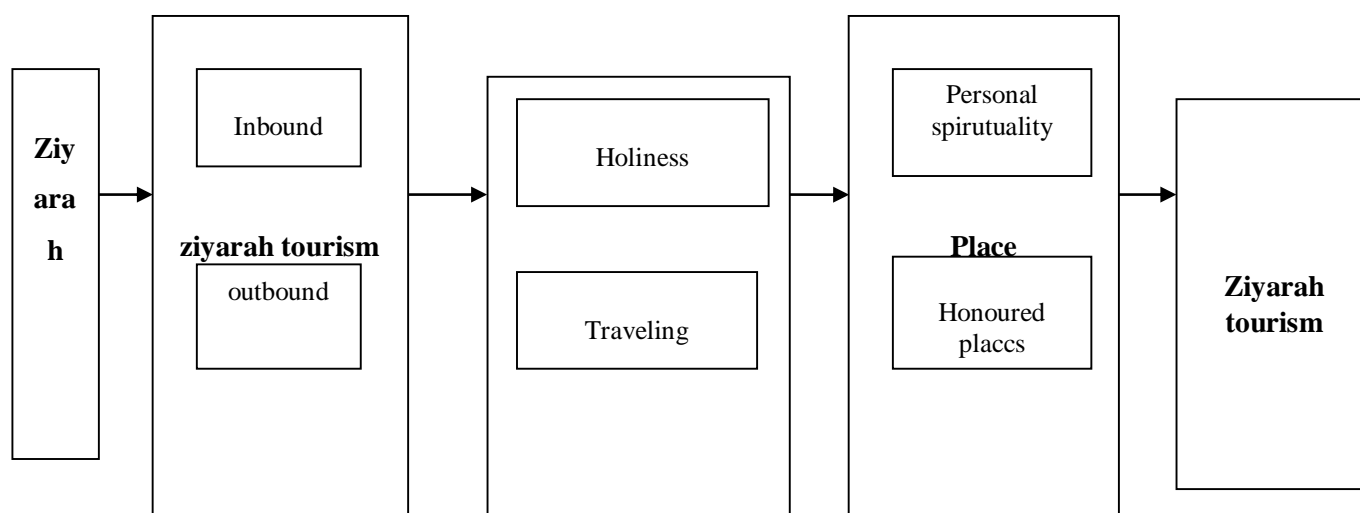 Ziy
ara
h
Inbound
ziyarah tourism
outbound
Holiness
Traveling
Personal
spirutuality
Place
Honoured
placcs
Ziyarah
tourism